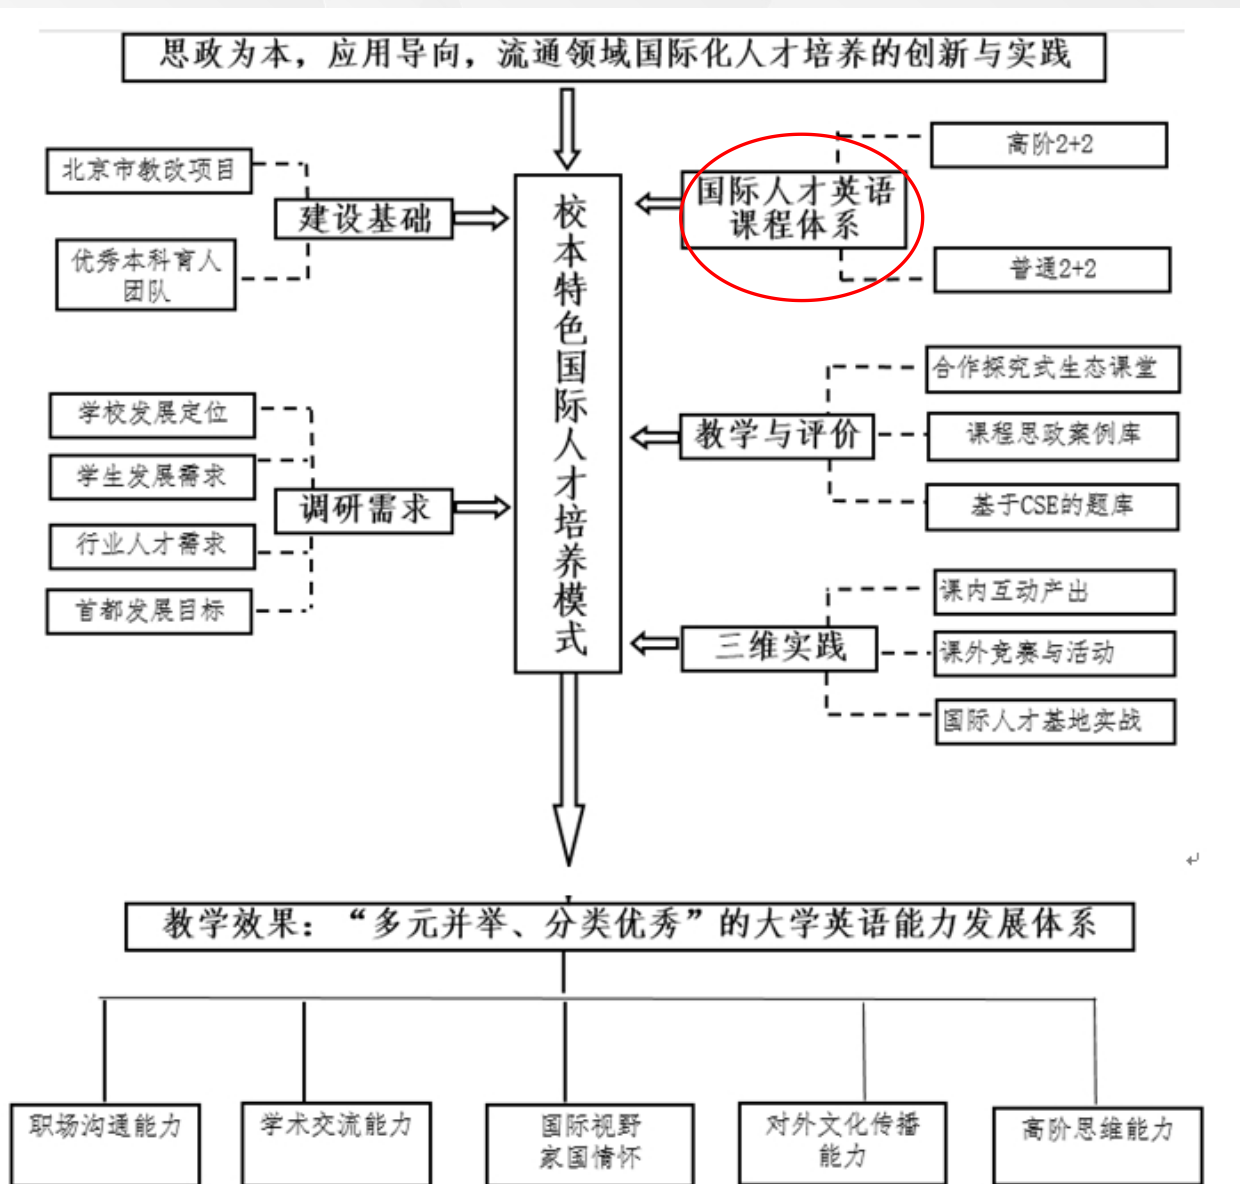 思政为本，应用导向，流通领域国际化人才培养的创新与实践
北京市教改项目
建设基础
优秀本科育人
团队
学校发展定位
学生发展需求
调研需求
行业人才需求
首都发展目标
校本特色国际人才培养模式
高阶2+2
国际人才英语
课程体系
普通2+2
合作探究式生态课堂
教学与评价
课程思政案例库
基于CSE的题库
课内互动产出
三维实践
课外竞赛与活动
国际人才基地实战
教学效果：“多元并举、分类优秀”的大学英语能力发展体系
职场沟通能力
学术交流能力
国际视野
家国情怀
对外文化传播
能力
高阶思维能力